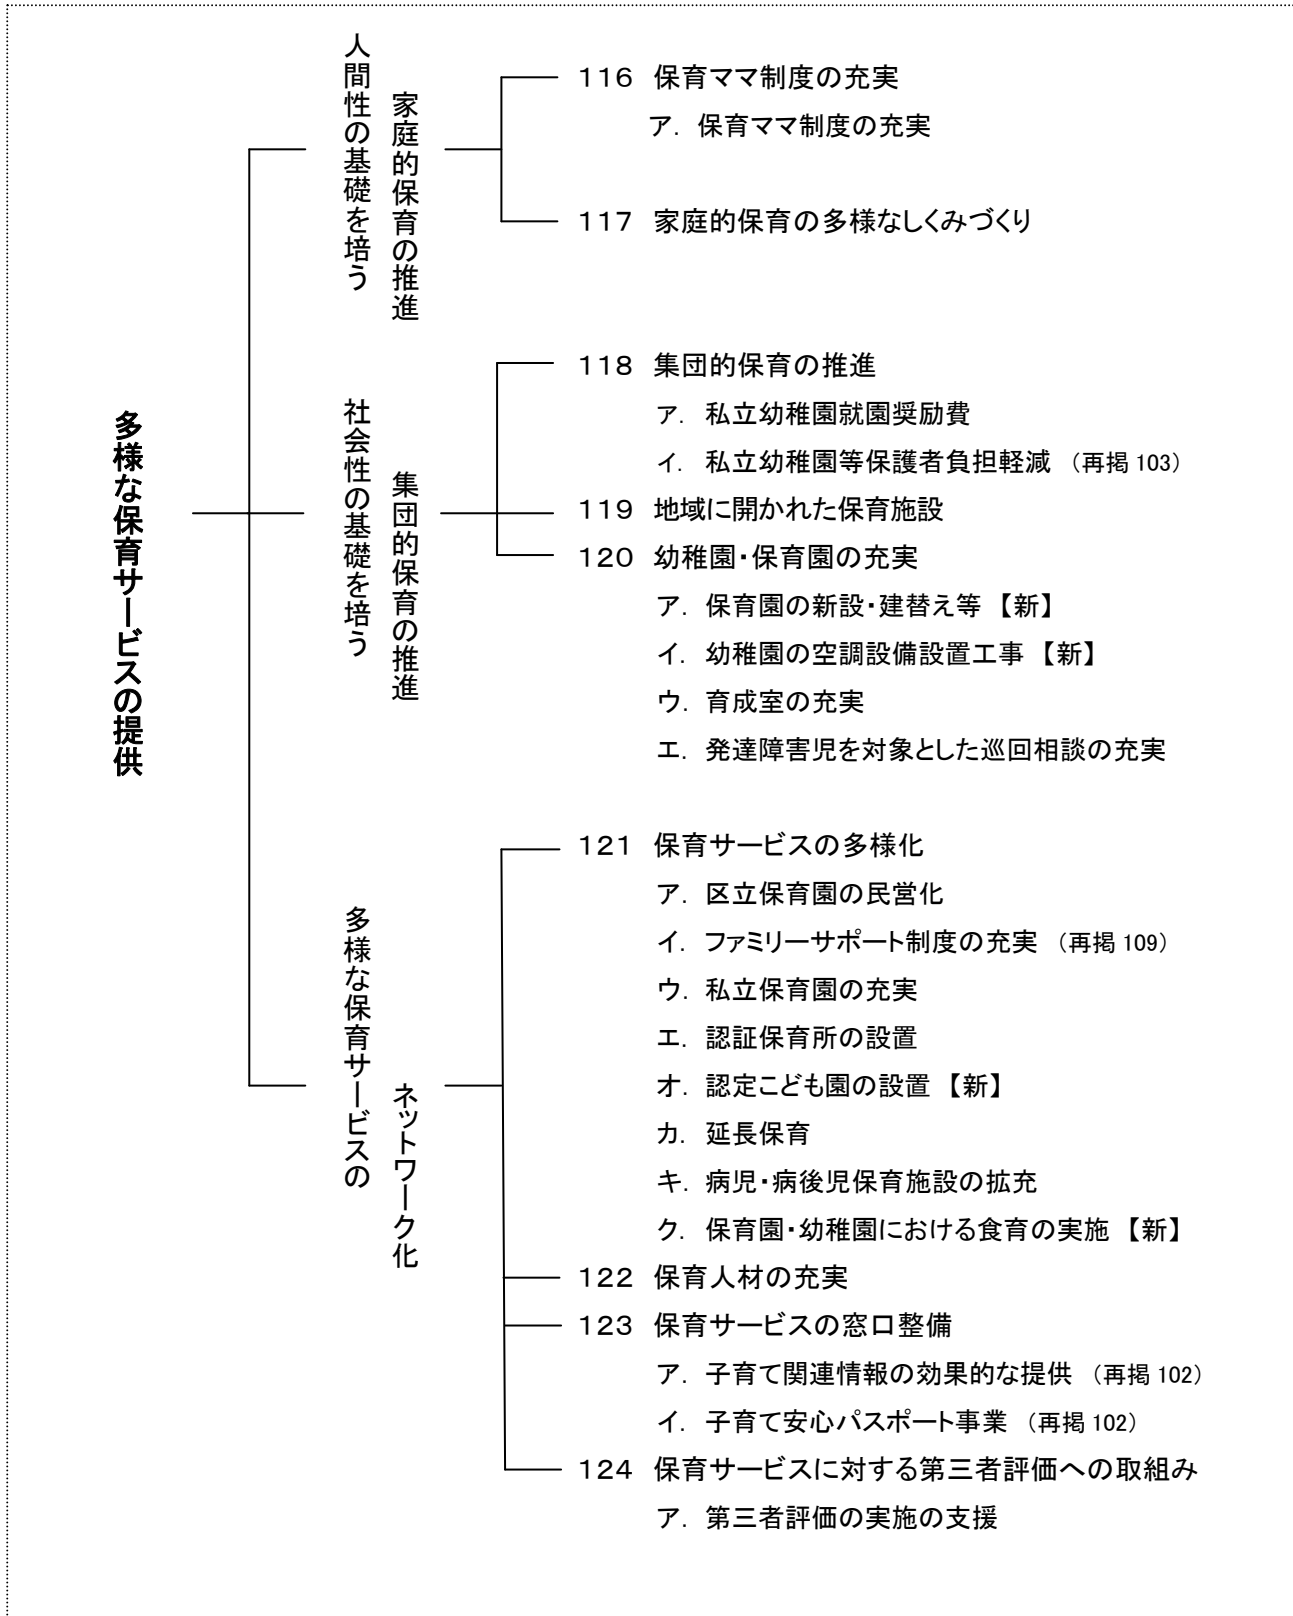 多様な保育サービスの提供
人間性の基礎を培う
家庭的保育の推進
116 保育ママ制度の充実
ア. 保育ママ制度の充実
117 家庭的保育の多様なしくみづくり
社会性の基礎を培う
集団的保育の推進
118 集団的保育の推進
ア. 私立幼稚園就園奨励費
イ. 私立幼稚園等保護者負担軽減 (再掲 103)
119 地域に開かれた保育施設
120 幼稚園・保育園の充実
ア. 保育園の新設・建替え等 【新】
イ. 幼稚園の空調設備設置工事 【新】
ウ. 育成室の充実
エ. 発達障害児を対象とした巡回相談の充実
多様な保育サービスの
ネットワーク化
121 保育サービスの多様化
ア. 区立保育園の民営化
イ. ファミリーサポート制度の充実 (再掲 109)
ウ. 私立保育園の充実
エ. 認証保育所の設置
オ. 認定こども園の設置 【新】
カ. 延長保育
キ. 病児・病後児保育施設の拡充
ク. 保育園・幼稚園における食育の実施 【新】
122 保育人材の充実
123 保育サービスの窓口整備
ア. 子育て関連情報の効果的な提供 (再掲 102)
イ. 子育て安心パスポート事業 (再掲 102)
124 保育サービスに対する第三者評価への取組み
ア. 第三者評価の実施の支援